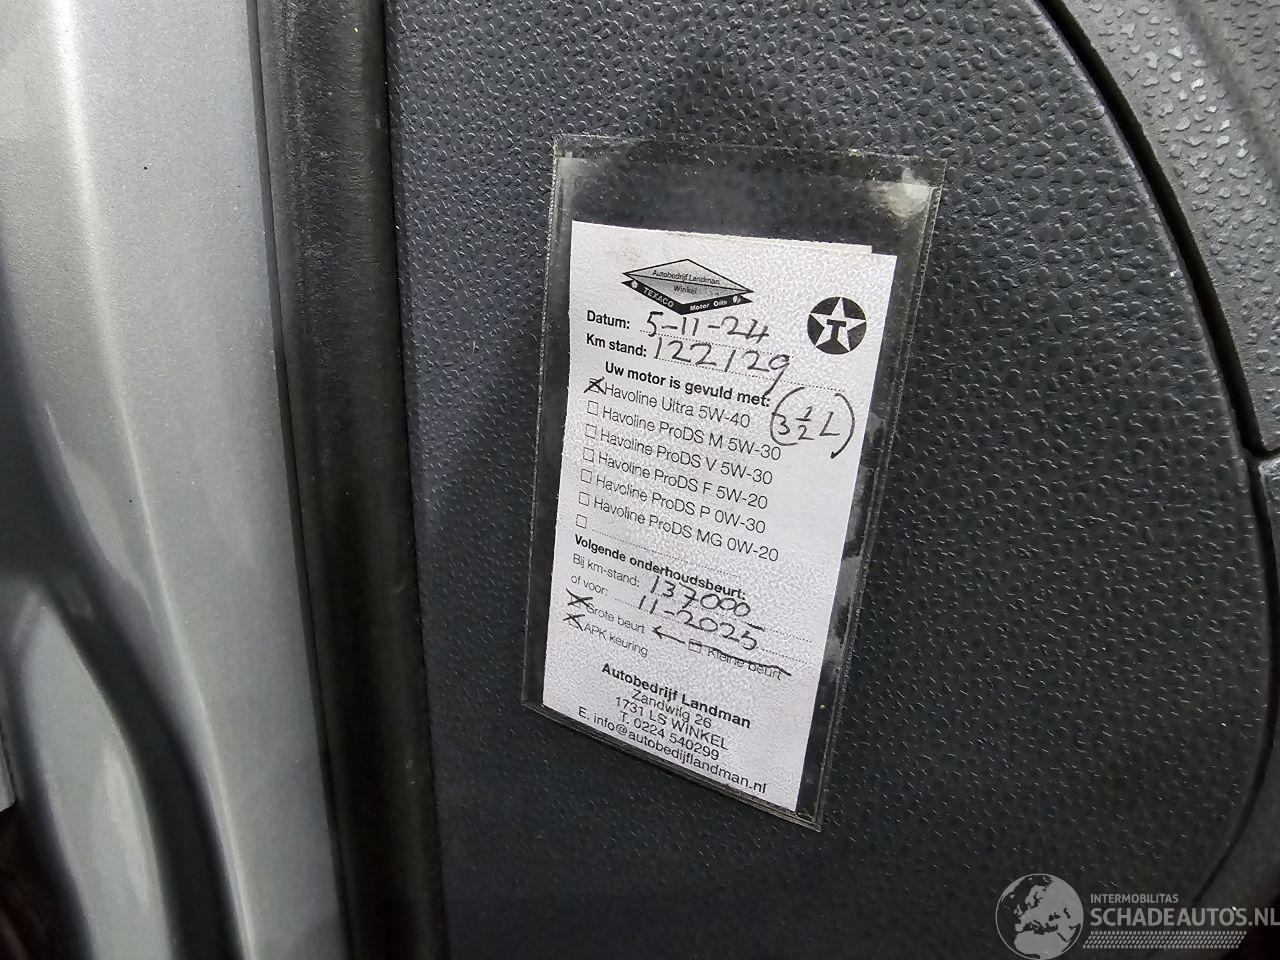 Autobedrijf Landman
Winkel
TEXACO Motor Oils
T
Datum: 5-11-24
Km stand: 122129
Uw motor is gevuld met:
Havoline Ultra 5W-40
3 1/2 L
Havoline ProDS M 5W-30
Havoline ProDS V 5W-30
Havoline ProDS F 5W-20
Havoline ProDS P 0W-30
Havoline ProDS MG 0W-20
Volgende onderhoudsbeurt:
Bij km-stand: 137000
of voor: 11-2025
Grote beurt Kleine beurt
APK keuring
Autobedrijf Landman
Zandwilg 26
1731 LS WINKEL
T. 0224 540299
E. info@autobedijflandman.nl
INTERMOBILITAS
SCHADEAUTOS.NL